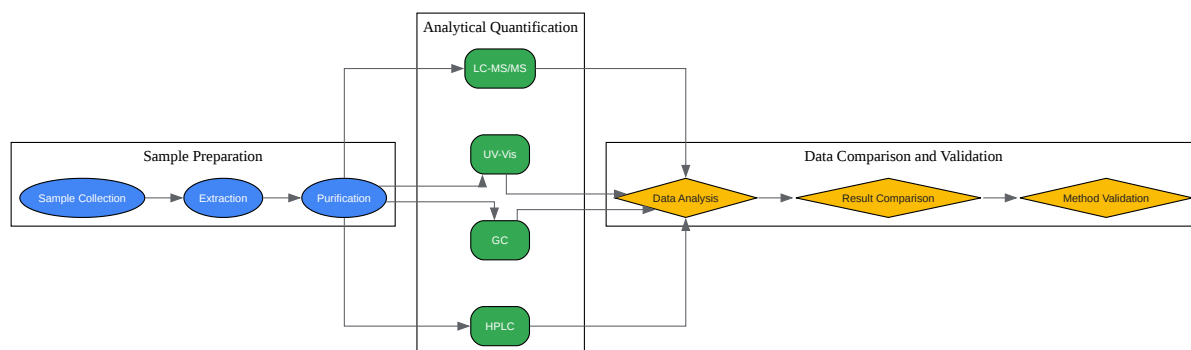 Analytical Quantification
LC-MS/MS
UV-Vis
GC
HPLC
Sample Preparation
Sample Collection
Extraction
Purification
Data Comparison and Validation
Data Analysis
Result Comparison
Method Validation